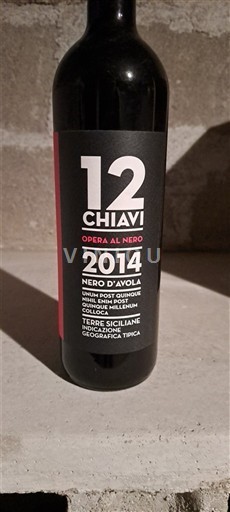 12
CHIAVI
OPERA AL NERO
2014
NERO D'AVOLA
UNUM POST QUINQUE
NIHIL ENIM POST
QUINQUE MILLENUM
COLLOCA
TERRE SICILIANE
INDICAZIONE
GEOGRAFICA TIPICA